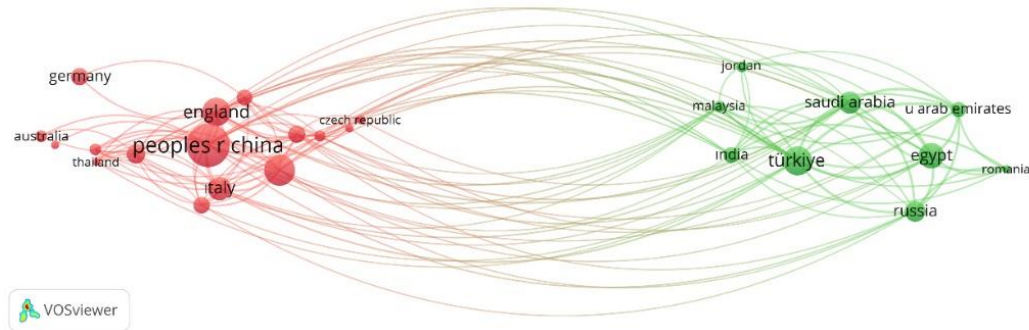 germany
england
australia
czech republic
peoples r china
thailand
italy
jordan
malaysia
saudi arabia
u arab emirates
india
türkiye
egypt
romania
russia
VOSviewer